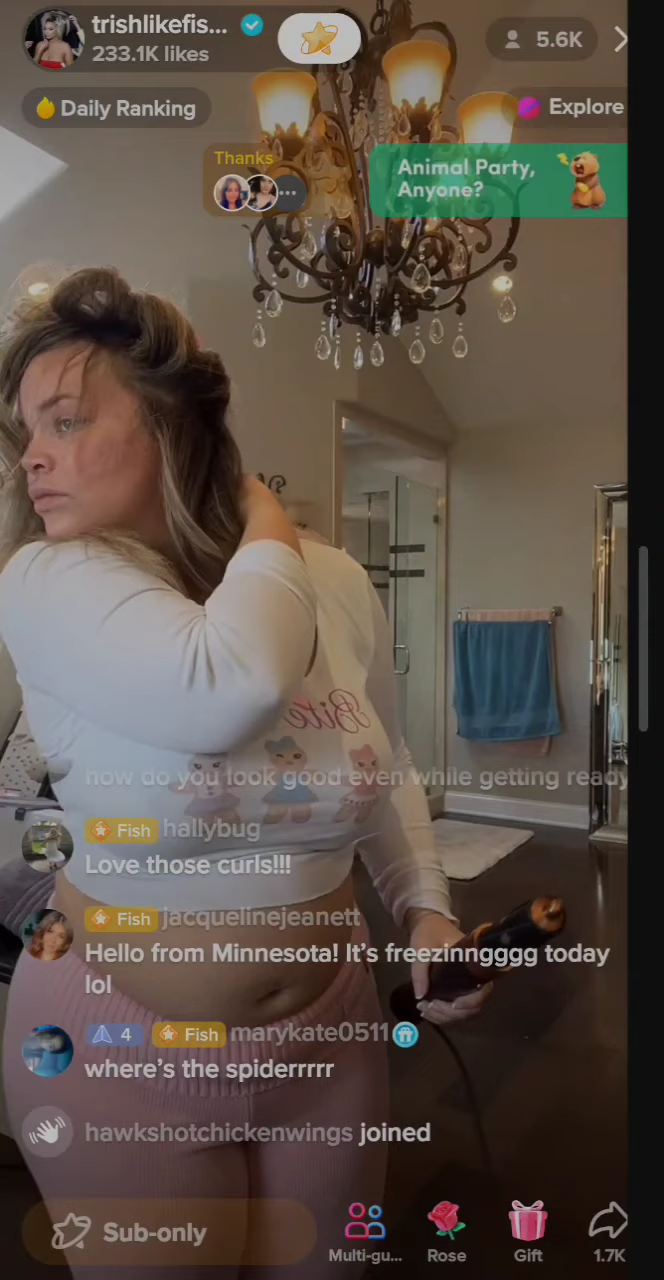 trishlikefis...
233.1K likes
5.6K
Daily Ranking
Explore
Thanks
Animal Party,
Anyone?
Bite
how do you look good even while getting ready
Fish hallybug
Love those curls!!!
Fish jacquelinejeanett
Hello from Minnesota! It’s freezinngggg today
lol
4 Fish marykate0511
where’s the spiderrrrr
hawkshotchickenwings joined
Sub-only
Multi-gu...
Rose
Gift
1.7K